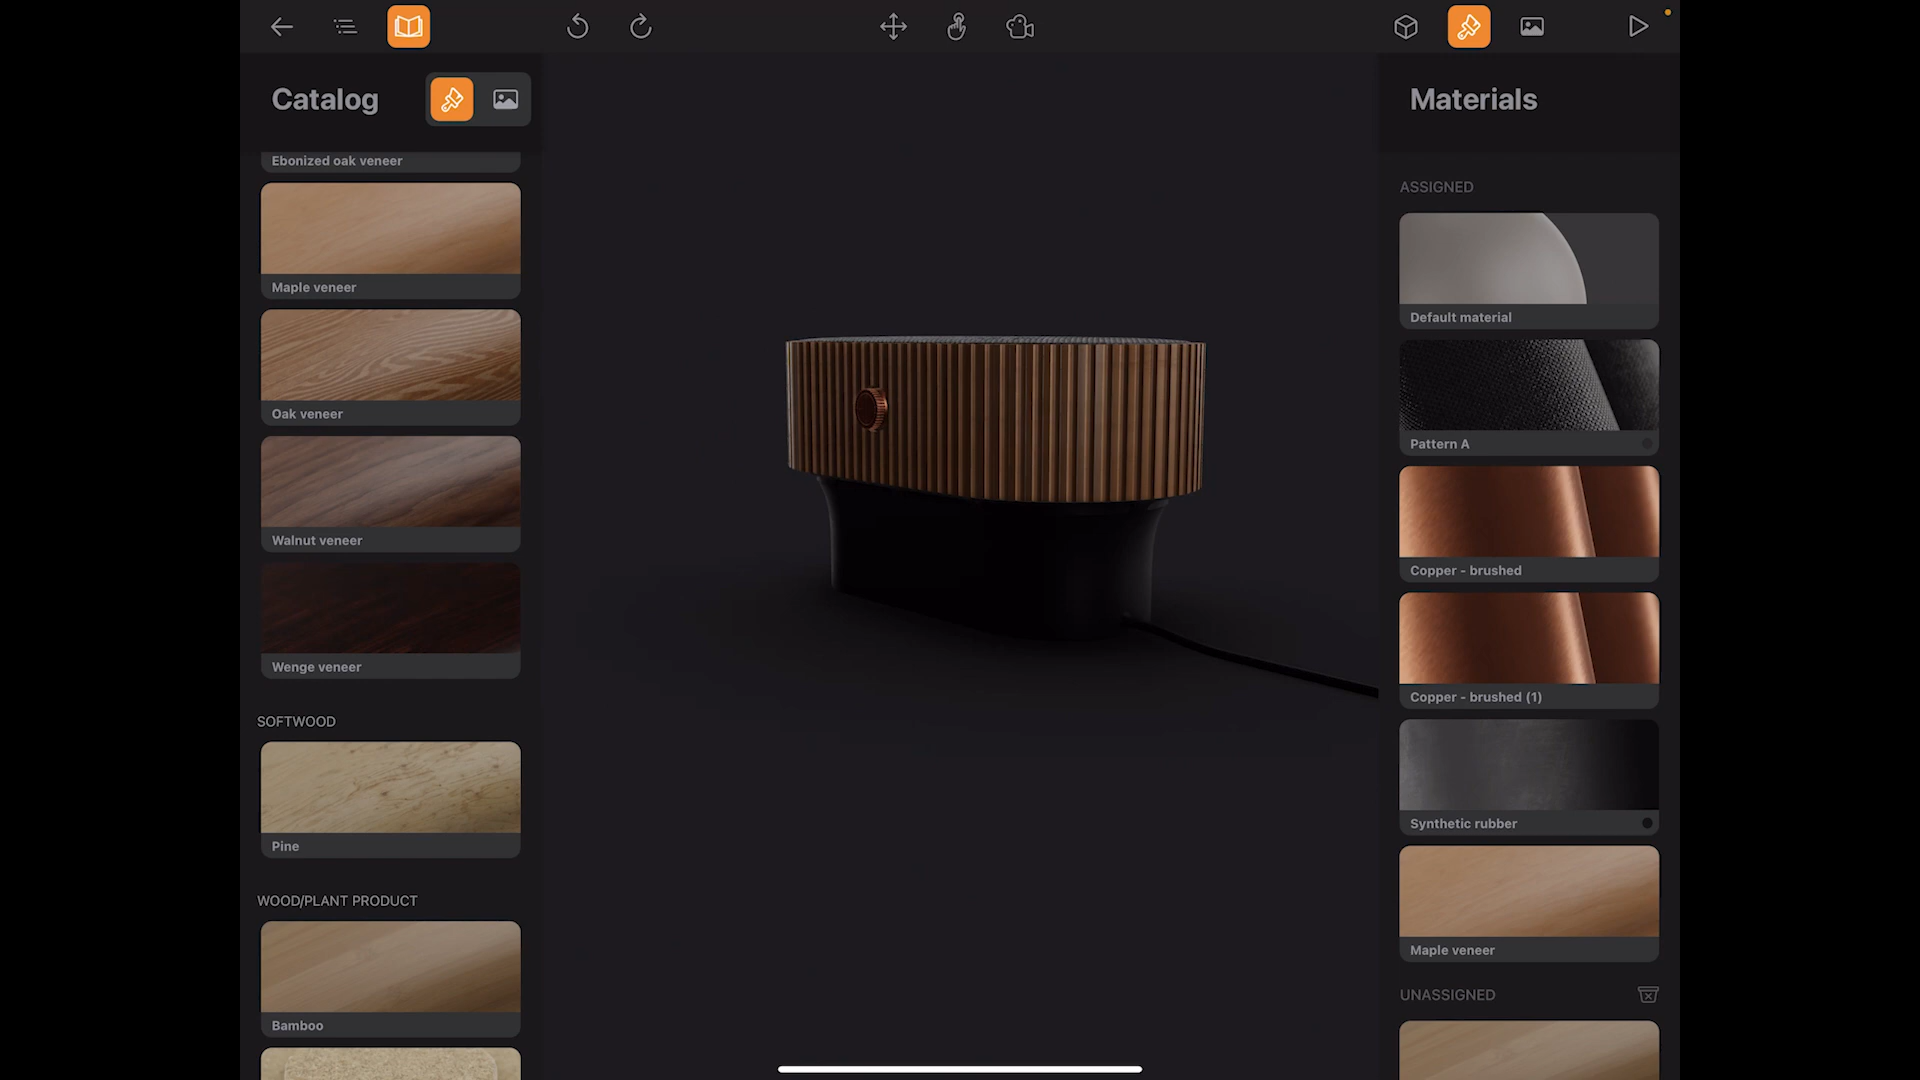 Catalog
Ebonized oak veneer
Maple veneer
Oak veneer
Walnut veneer
Wenge veneer
SOFTWOOD
Pine
WOOD/PLANT PRODUCT
Bamboo
Materials
ASSIGNED
Default material
Pattern A
Copper - brushed
Copper - brushed (1)
Synthetic rubber
Maple veneer
UNASSIGNED